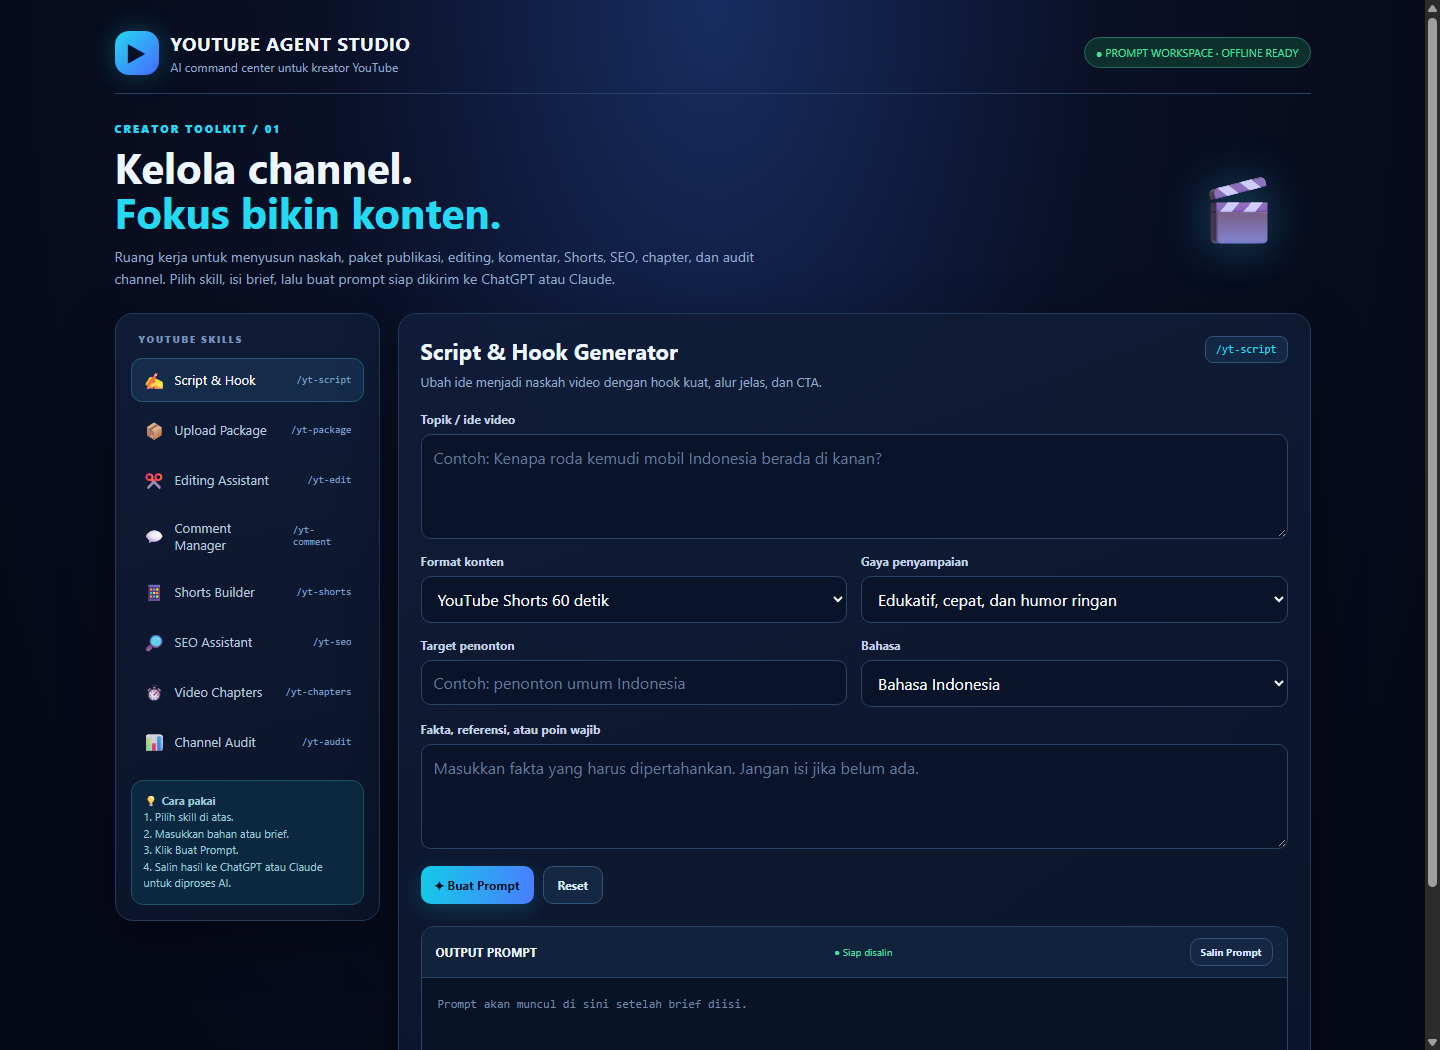 YOUTUBE AGENT STUDIO
AI command center untuk kreator YouTube
● PROMPT WORKSPACE · OFFLINE READY
CREATOR TOOLKIT / 01
Kelola channel.
Fokus bikin konten.
Ruang kerja untuk menyusun naskah, paket publikasi, editing, komentar, Shorts, SEO, chapter, dan audit
channel. Pilih skill, isi brief, lalu buat prompt siap dikirim ke ChatGPT atau Claude.
YOUTUBE SKILLS
Script & Hook /yt-script
Upload Package /yt-package
Editing Assistant /yt-edit
Comment Manager /yt-comment
Shorts Builder /yt-shorts
SEO Assistant /yt-seo
Video Chapters /yt-chapters
Channel Audit /yt-audit
Cara pakai
1. Pilih skill di atas.
2. Masukkan bahan atau brief.
3. Klik Buat Prompt.
4. Salin hasil ke ChatGPT atau Claude
untuk diproses AI.
Script & Hook Generator
/yt-script
Ubah ide menjadi naskah video dengan hook kuat, alur jelas, dan CTA.
Topik / ide video
Contoh: Kenapa roda kemudi mobil Indonesia berada di kanan?
Format konten
YouTube Shorts 60 detik
Gaya penyampaian
Edukatif, cepat, dan humor ringan
Target penonton
Contoh: penonton umum Indonesia
Bahasa
Bahasa Indonesia
Fakta, referensi, atau poin wajib
Masukkan fakta yang harus dipertahankan. Jangan isi jika belum ada.
✦ Buat Prompt
Reset
OUTPUT PROMPT
● Siap disalin
Salin Prompt
Prompt akan muncul di sini setelah brief diisi.